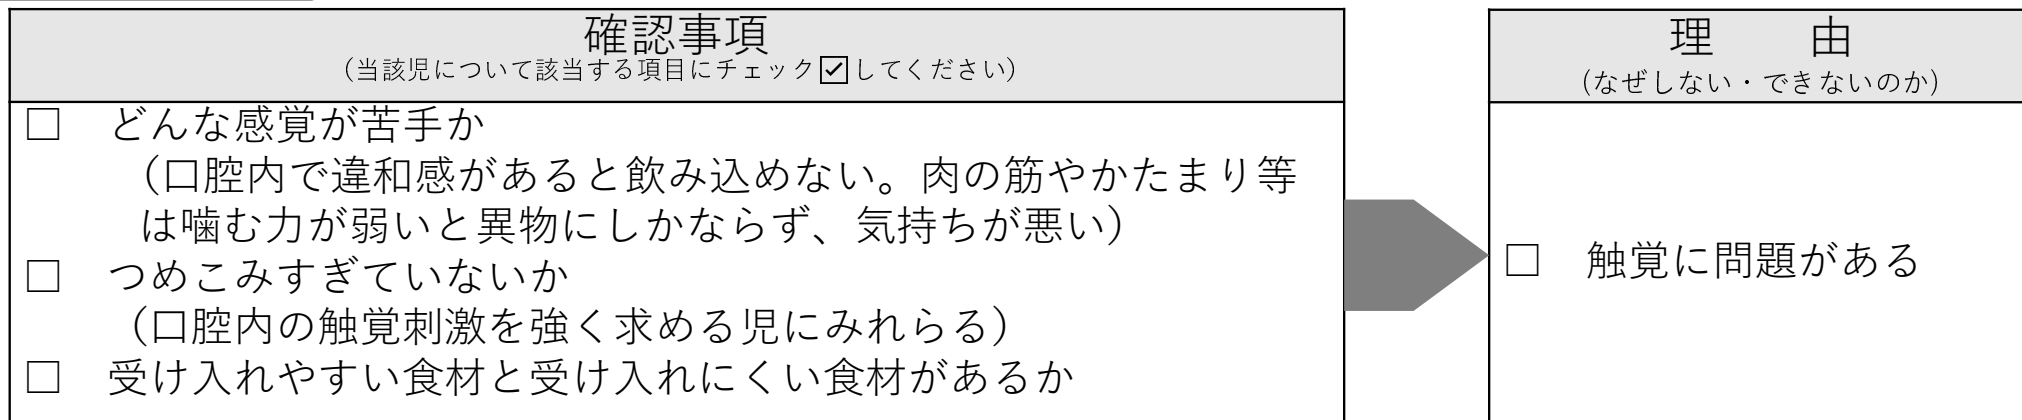 確認事項
（当該児について該当する項目にチェック☑してください）
□ どんな感覚が苦手か
（口腔内で違和感があると飲み込めない。肉の筋やかたまり等
は噛む力が弱いと異物にしかならず、気持ちが悪い）
□ つめこみすぎていないか
（口腔内の触覚刺激を強く求める児にみれらる）
□ 受け入れやすい食材と受け入れにくい食材があるか
理　由
（なぜしない・できないのか）
□ 触覚に問題がある